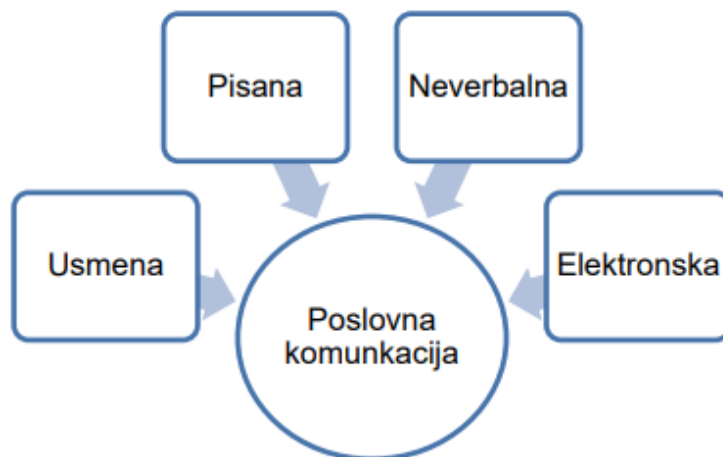 Pisana
Neverbalna
Usmena
Elektronska
Poslovna
komunkacija